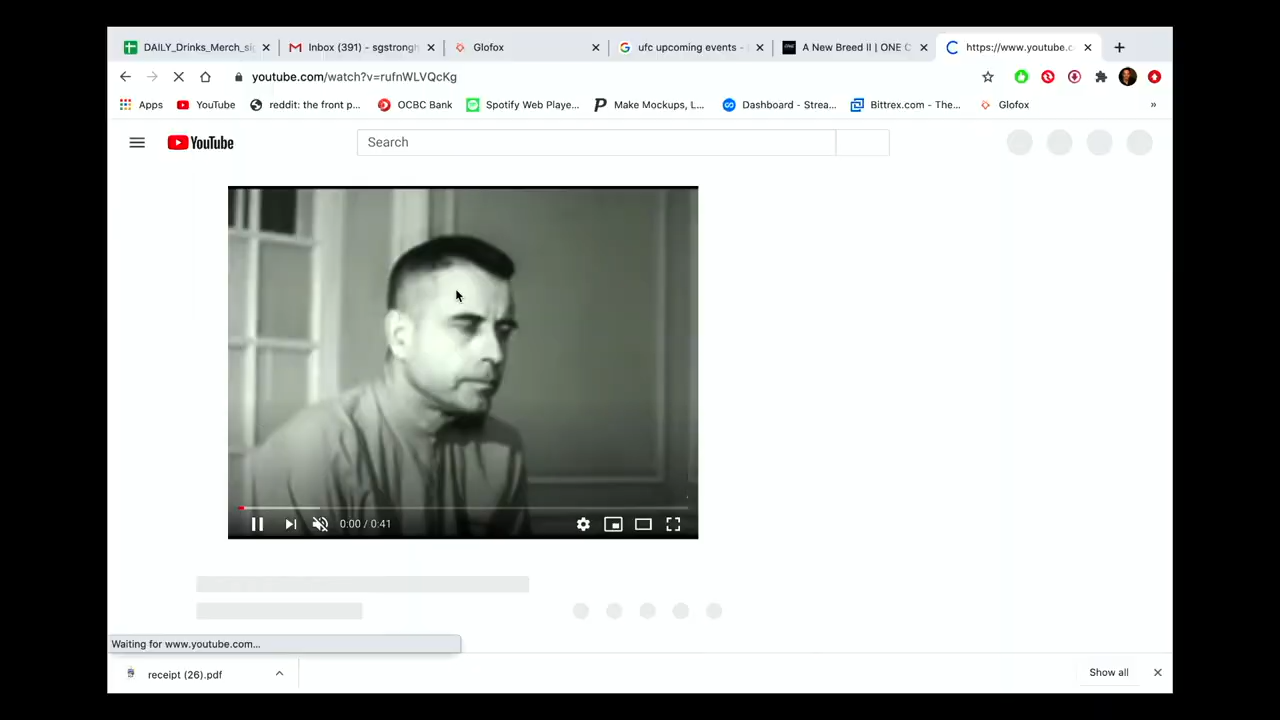 DAILY_Drinks_Merch_si
Inbox (391) - sgstrongh
Glofox
ufc upcoming events -
A New Breed II | ONE C
https://www.youtube.c
youtube.com/watch?v=rufnWLVQcKg
Apps
YouTube
reddit: the front p...
OCBC Bank
Spotify Web Playe...
Make Mockups, L...
Dashboard - Strea...
Bittrex.com - The...
Glofox
»
YouTube
Search
0:00 / 0:41
Waiting for www.youtube.com...
receipt (26).pdf
Show all